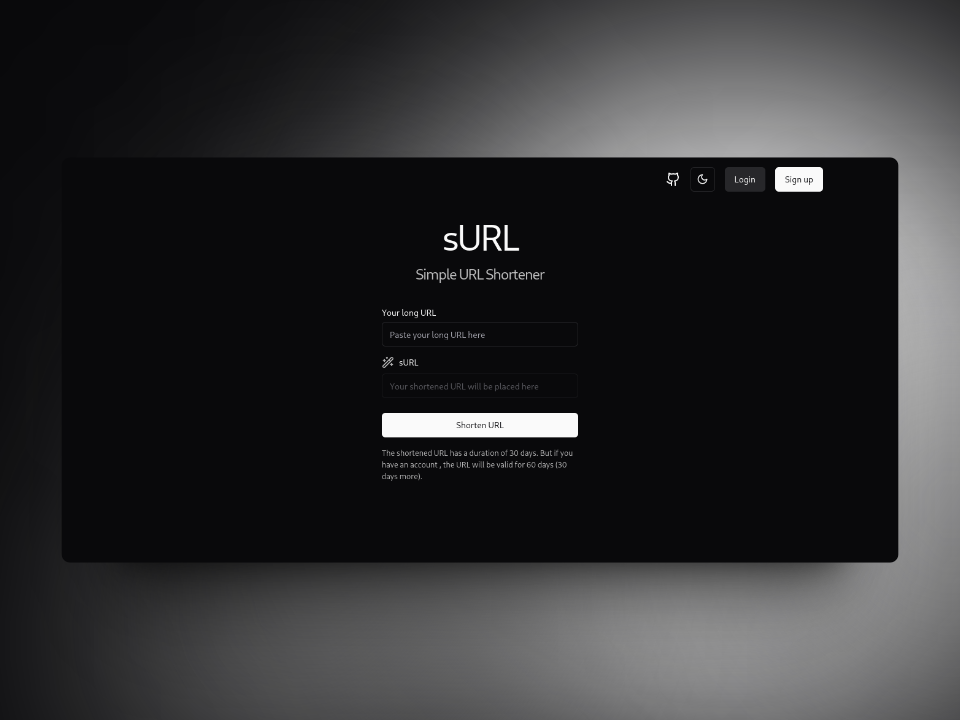 Login
Sign up
sURL
Simple URL Shortener
Your long URL
Paste your long URL here
sURL
Your shortened URL will be placed here
Shorten URL
The shortened URL has a duration of 30 days. But if you
have an account , the URL will be valid for 60 days (30
days more).